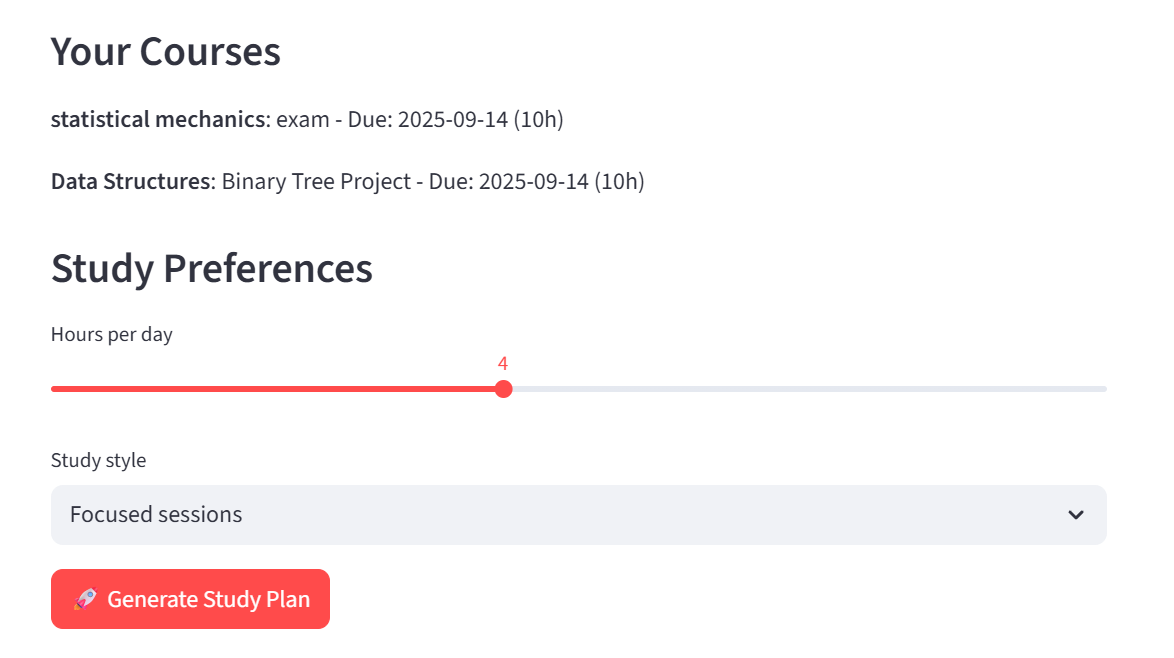 Your Courses
statistical mechanics: exam - Due: 2025-09-14 (10h)
Data Structures: Binary Tree Project - Due: 2025-09-14 (10h)
Study Preferences
Hours per day
4
Study style
Focused sessions
🚀 Generate Study Plan